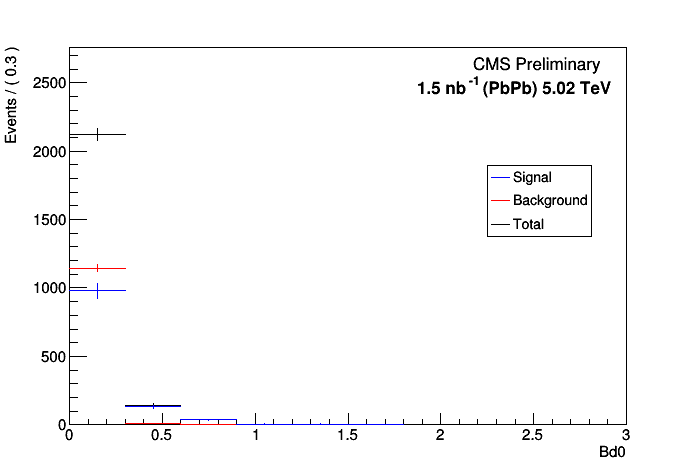 CMS Preliminary
1.5 nb-1 (PbPb) 5.02 TeV
Events / ( 0.3 )
2500
2000
1500
1000
500
0
Signal
Background
Total
0 0.5 1 1.5 2 2.5 3
Bd0